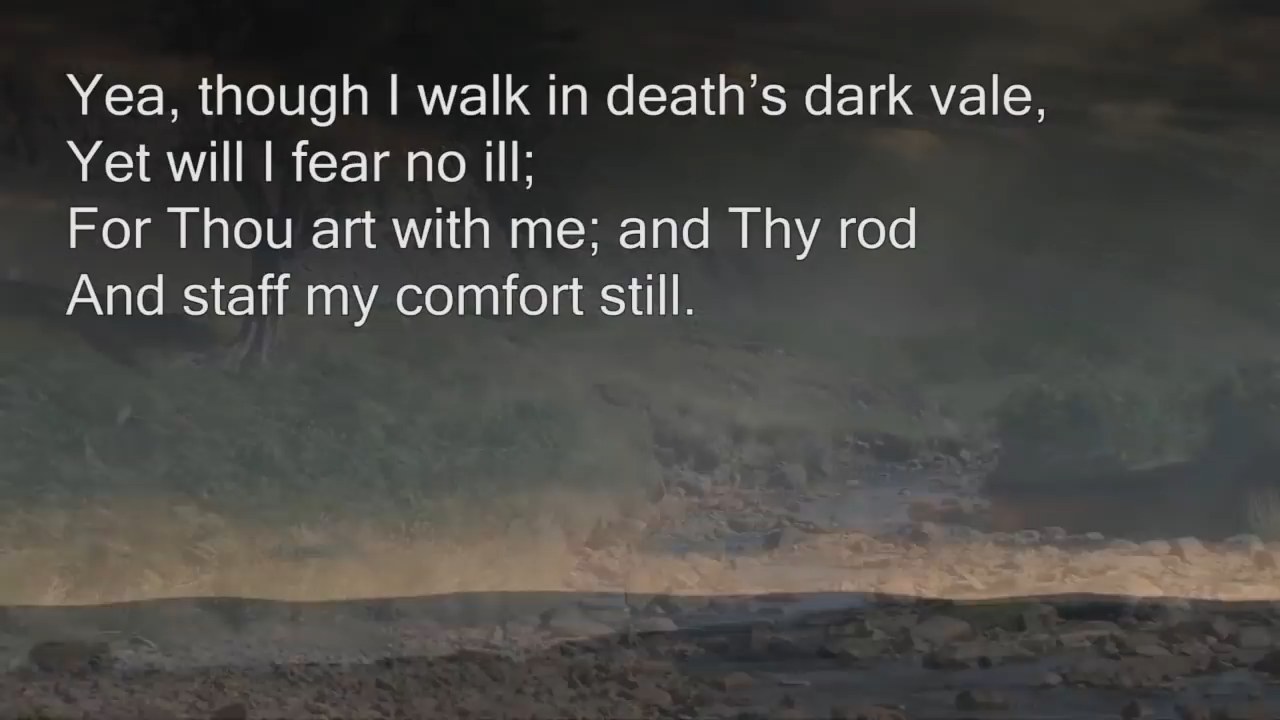 Yea, though I walk in death’s dark vale,
Yet will I fear no ill;
For Thou art with me; and Thy rod
And staff my comfort still.